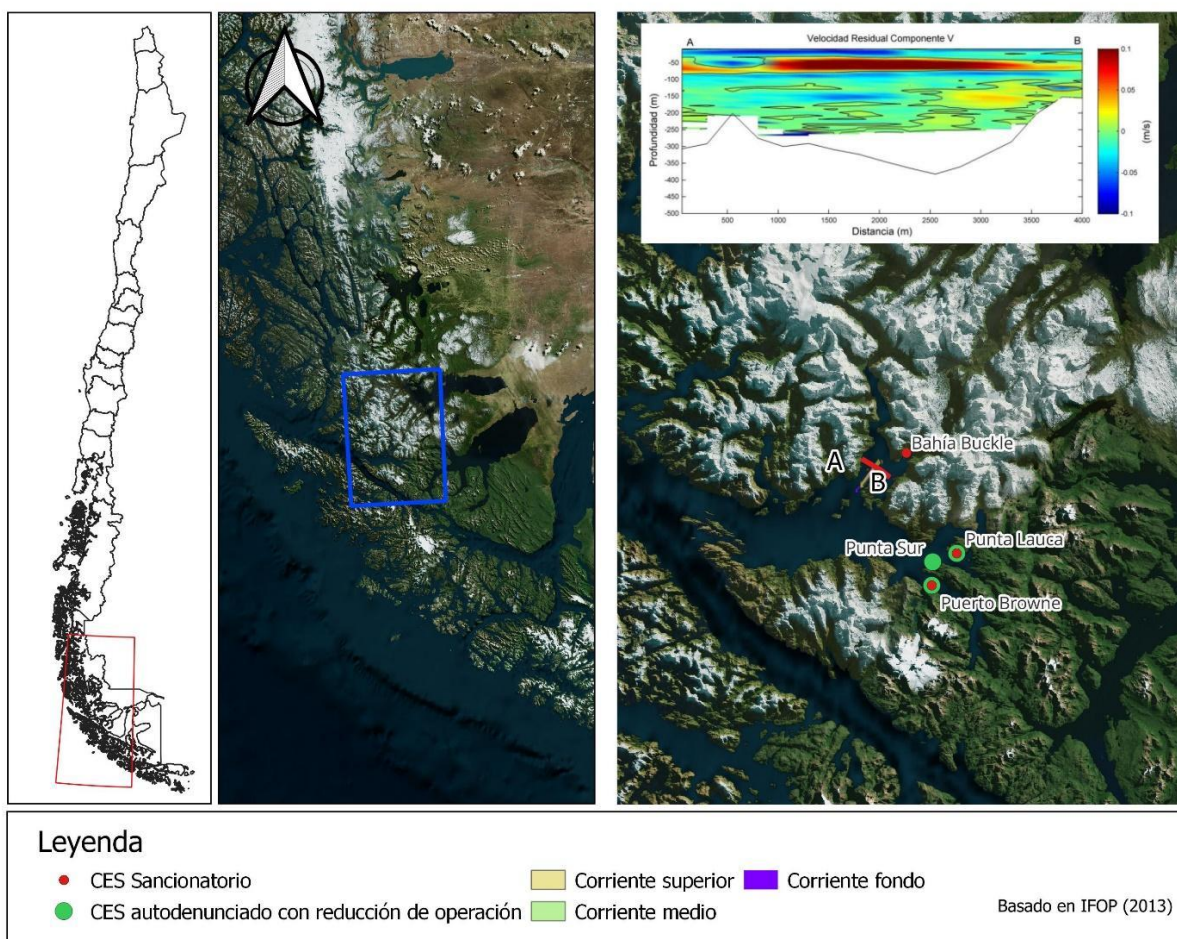 Velocidad Residual Componente V
A
B
-50
-100
-150
-200
-250
-300
-350
-400
-450
-500
Profundidad (m)
500
1000
1500
2000
2500
3000
3500
4000
Distancia (m)
0.1
0.05
0
-0.05
-0.1
(m/s)
Bahía Buckle
A
B
Punta Sur
Punta Lauca
Puerto Browne
Leyenda
CES Sancionatorio
CES autodenunciado con reducción de operación
Corriente superior
Corriente medio
Corriente fondo
Basado en IFOP (2013)